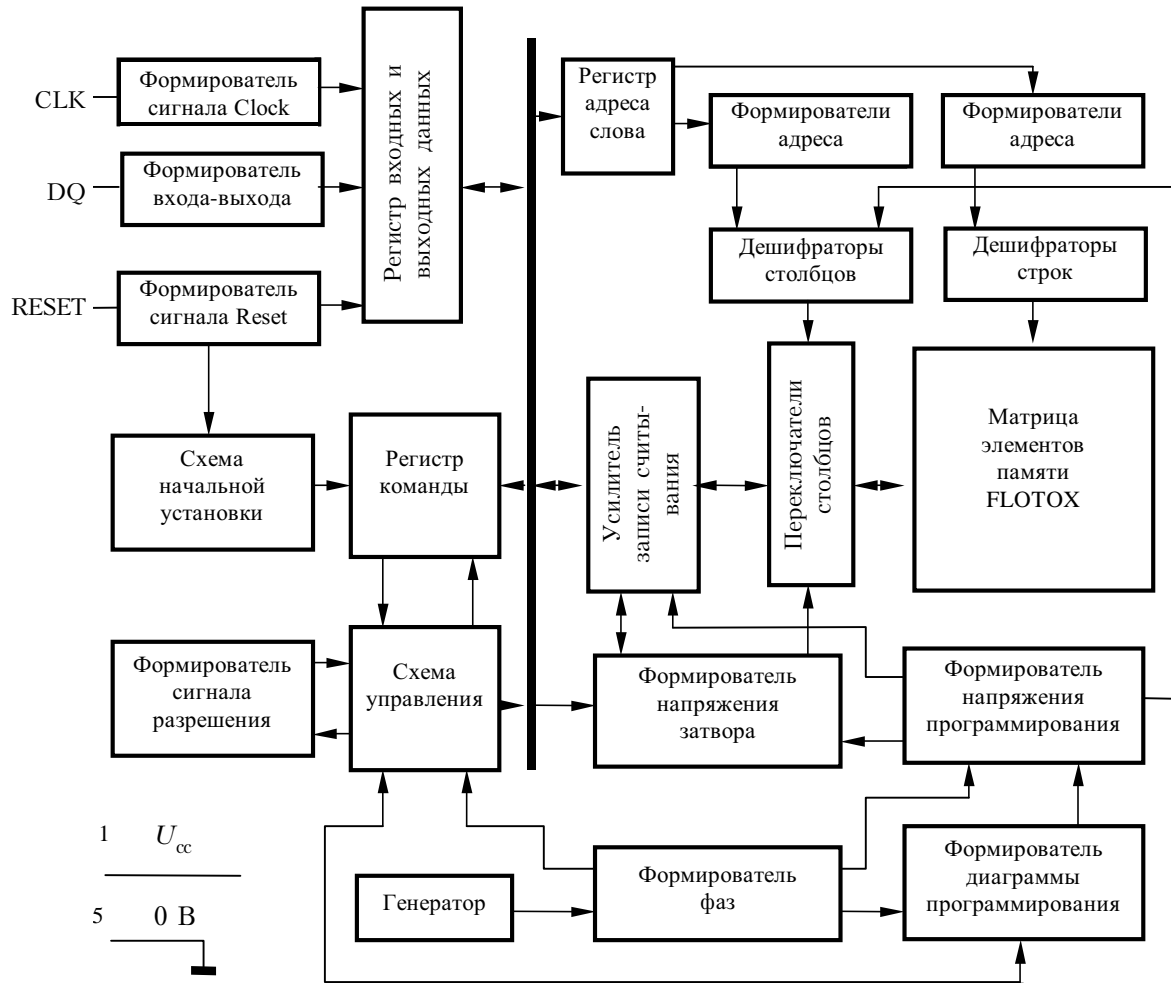 CLK
Формирователь
сигнала Clock
DQ
Формирователь
входа-выхода
RESET
Формирователь
сигнала Reset
Регистр входных и
выходных данных
Регистр
адреса
слова
Формирователи
адреса
Формирователи
адреса
Дешифраторы
столбцов
Дешифраторы
строк
Схема
начальной
установки
Регистр
команды
Усилитель
записи считы-
вания
Переключатели
столбцов
Матрица
элементов
памяти
FLOTOX
Формирователь
сигнала
разрешения
Схема
управления
Формирователь
напряжения
затвора
Формирователь
напряжения
программирования
1 Ucc
5 0 В
Генератор
Формирователь
фаз
Формирователь
диаграммы
программирования